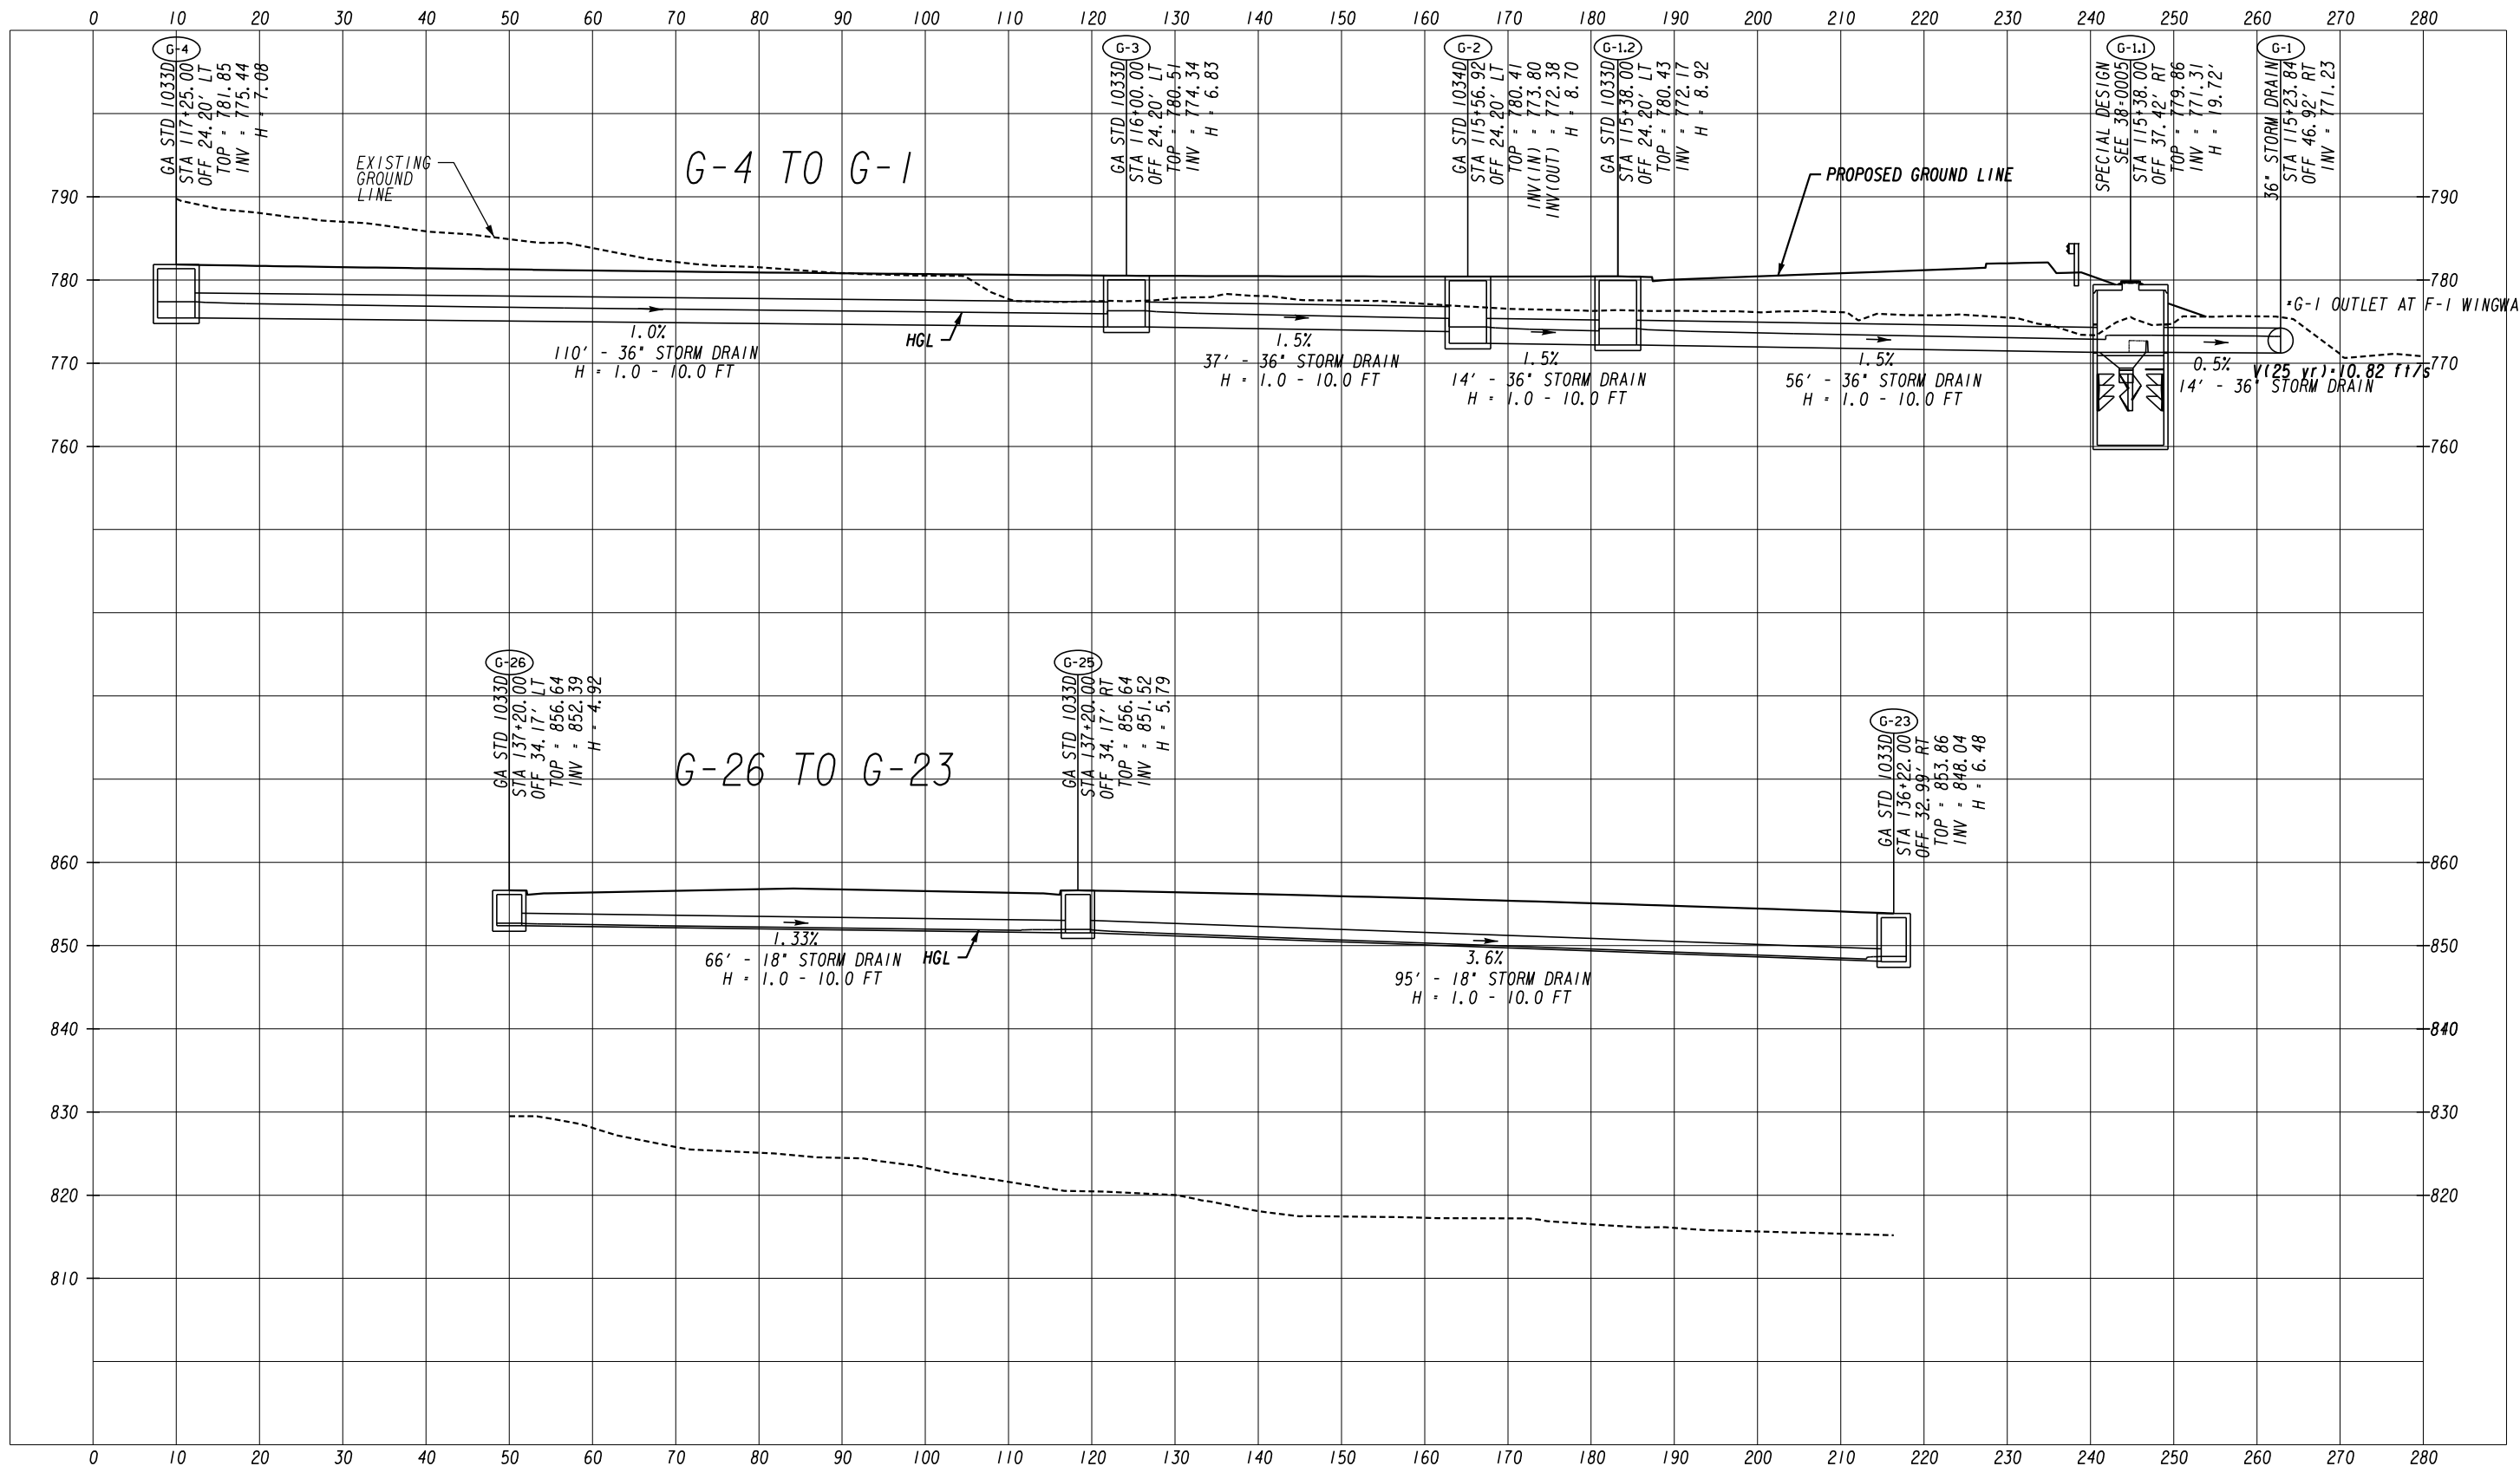 0 10 20 30 40 50 60 70 80 90 100 110 120 130 140 150 160 170 180 190 200 210 220 230 240 250 260 270 280
G-4
GA STD 1033D
STA 117+25.00
OFF 24.20' LT
TOP = 781.85
INV = 775.44
H = 7.08
G-3
GA STD 1033D
STA 116+00.00
OFF 24.20' LT
TOP = 780.51
INV = 774.34
H = 6.83
G-2
GA STD 1034D
STA 115+56.92
OFF 24.20' LT
TOP = 780.41
INV(IN) = 773.80
INV(OUT) = 772.38
H = 8.70
G-1.2
GA STD 1033D
STA 115+38.00
OFF 24.20' LT
TOP = 780.43
INV = 772.17
H = 8.92
G-1.1
SPECIAL DESIGN
SEE 38-0005
STA 115+38.00
OFF 37.42' RT
TOP = 779.86
INV = 771.31
H = 19.72'
G-1
36" STORM DRAIN
STA 115+23.84
OFF 46.92' RT
INV = 771.23
EXISTING
GROUND
LINE
G-4 TO G-1
PROPOSED GROUND LINE
790 790
780 780
*G-1 OUTLET AT F-1 WINGWA
770 770
760 760
1.0%
110' - 36" STORM DRAIN
H = 1.0 - 10.0 FT
HGL
1.5%
37' - 36" STORM DRAIN
H = 1.0 - 10.0 FT
1.5%
14' - 36" STORM DRAIN
H = 1.0 - 10.0 FT
1.5%
56' - 36" STORM DRAIN
H = 1.0 - 10.0 FT
0.5%
V(25 yr)=10.82 ft/s
14' - 36" STORM DRAIN
G-26
GA STD 1033D
STA 137+20.00
OFF 34.17' LT
TOP = 856.64
INV = 852.39
H = 4.92
G-25
GA STD 1033D
STA 137+20.00
OFF 34.17' RT
TOP = 856.64
INV = 851.52
H = 5.79
G-23
GA STD 1033D
STA 136+22.00
OFF 32.99' RT
TOP = 853.86
INV = 848.04
H = 6.48
G-26 TO G-23
860 860
850 850
1.33%
66' - 18" STORM DRAIN
H = 1.0 - 10.0 FT
HGL
3.6%
95' - 18" STORM DRAIN
H = 1.0 - 10.0 FT
840 840
830 830
820 820
810
0 10 20 30 40 50 60 70 80 90 100 110 120 130 140 150 160 170 180 190 200 210 220 230 240 250 260 270 280